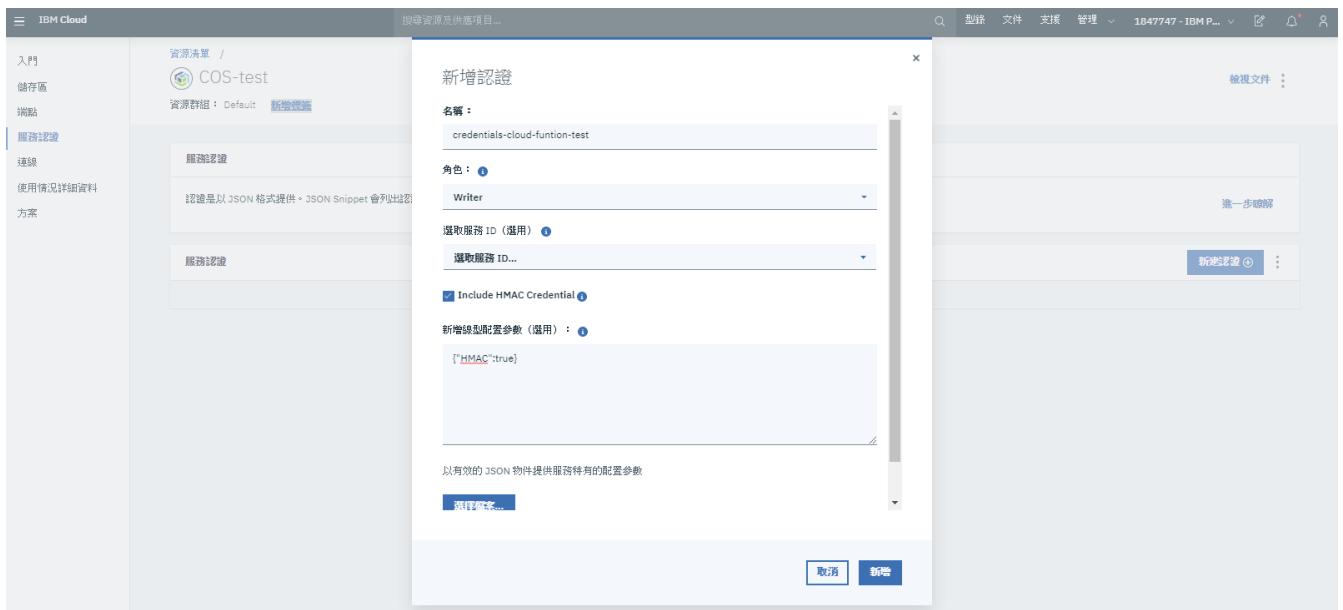 IBM Cloud
搜尋資源及供應項目...
型錄 文件 支援 管理 1847747 - IBM P...
入門
儲存區
端點
服務認證
連線
使用情況詳細資料
方案
資源清單 /
COS-test
資源群組： Default 新增標籤
檢視文件
服務認證
認證是以 JSON 格式提供。JSON Snippet 會列出認
進一步瞭解
服務認證
新建認證
新增認證
名稱：
credentials-cloud-funtion-test
角色：
Writer
選取服務 ID（選用）
選取服務 ID...
Include HMAC Credential
新增線型配置參數（選用）：
{"HMAC":true}
以有效的 JSON 物件提供服務特有的配置參數
選擇檔案...
取消 新增